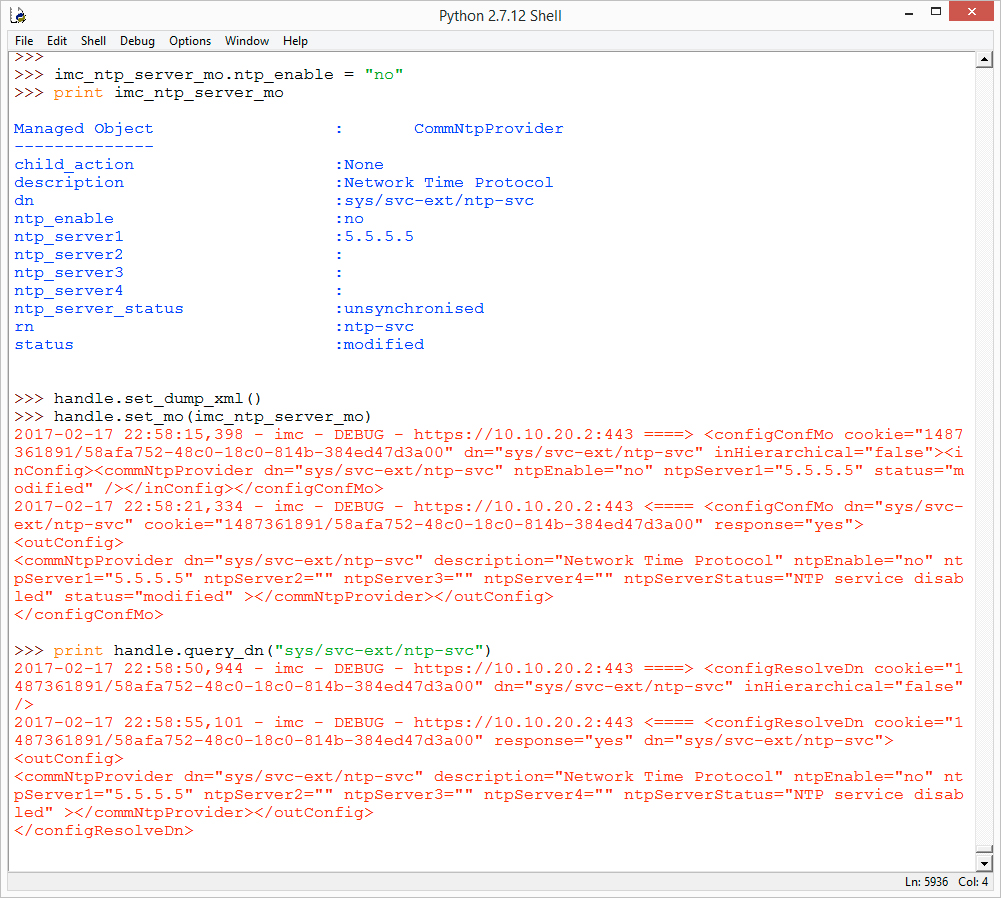 Python 2.7.12 Shell
File Edit Shell Debug Options Window Help
>>>
>>> imc_ntp_server_mo.ntp_enable = "no"
>>> print imc_ntp_server_mo
Managed Object                  :       CommNtpProvider
--------------
child_action                    :None
description                     :Network Time Protocol
dn                              :sys/svc-ext/ntp-svc
ntp_enable                      :no
ntp_server1                     :5.5.5.5
ntp_server2                     :
ntp_server3                     :
ntp_server4                     :
ntp_server_status               :unsynchronised
rn                              :ntp-svc
status                          :modified
>>> handle.set_dump_xml()
>>> handle.set_mo(imc_ntp_server_mo)
2017-02-17 22:58:15,398 - imc - DEBUG - https://10.10.20.2:443 ====> <configConfMo cookie="1487
361891/58afa752-48c0-18c0-814b-384ed47d3a00" dn="sys/svc-ext/ntp-svc" inHierarchical="false"><i
nConfig><commNtpProvider dn="sys/svc-ext/ntp-svc" ntpEnable="no" ntpServer1="5.5.5.5" status="m
odified" /></inConfig></configConfMo>
2017-02-17 22:58:21,334 - imc - DEBUG - https://10.10.20.2:443 <==== <configConfMo dn="sys/svc-
ext/ntp-svc" cookie="1487361891/58afa752-48c0-18c0-814b-384ed47d3a00" response="yes">
<outConfig>
<commNtpProvider dn="sys/svc-ext/ntp-svc" description="Network Time Protocol" ntpEnable="no" nt
pServer1="5.5.5.5" ntpServer2="" ntpServer3="" ntpServer4="" ntpServerStatus="NTP service disab
led" status="modified" ></commNtpProvider></outConfig>
</configConfMo>
>>> print handle.query_dn("sys/svc-ext/ntp-svc")
2017-02-17 22:58:50,944 - imc - DEBUG - https://10.10.20.2:443 ====> <configResolveDn cookie="1
487361891/58afa752-48c0-18c0-814b-384ed47d3a00" dn="sys/svc-ext/ntp-svc" inHierarchical="false"
/>
2017-02-17 22:58:55,101 - imc - DEBUG - https://10.10.20.2:443 <==== <configResolveDn cookie="1
487361891/58afa752-48c0-18c0-814b-384ed47d3a00" response="yes" dn="sys/svc-ext/ntp-svc">
<outConfig>
<commNtpProvider dn="sys/svc-ext/ntp-svc" description="Network Time Protocol" ntpEnable="no" nt
pServer1="5.5.5.5" ntpServer2="" ntpServer3="" ntpServer4="" ntpServerStatus="NTP service disab
led" ></commNtpProvider></outConfig>
</configResolveDn>
Ln: 5936 Col: 4